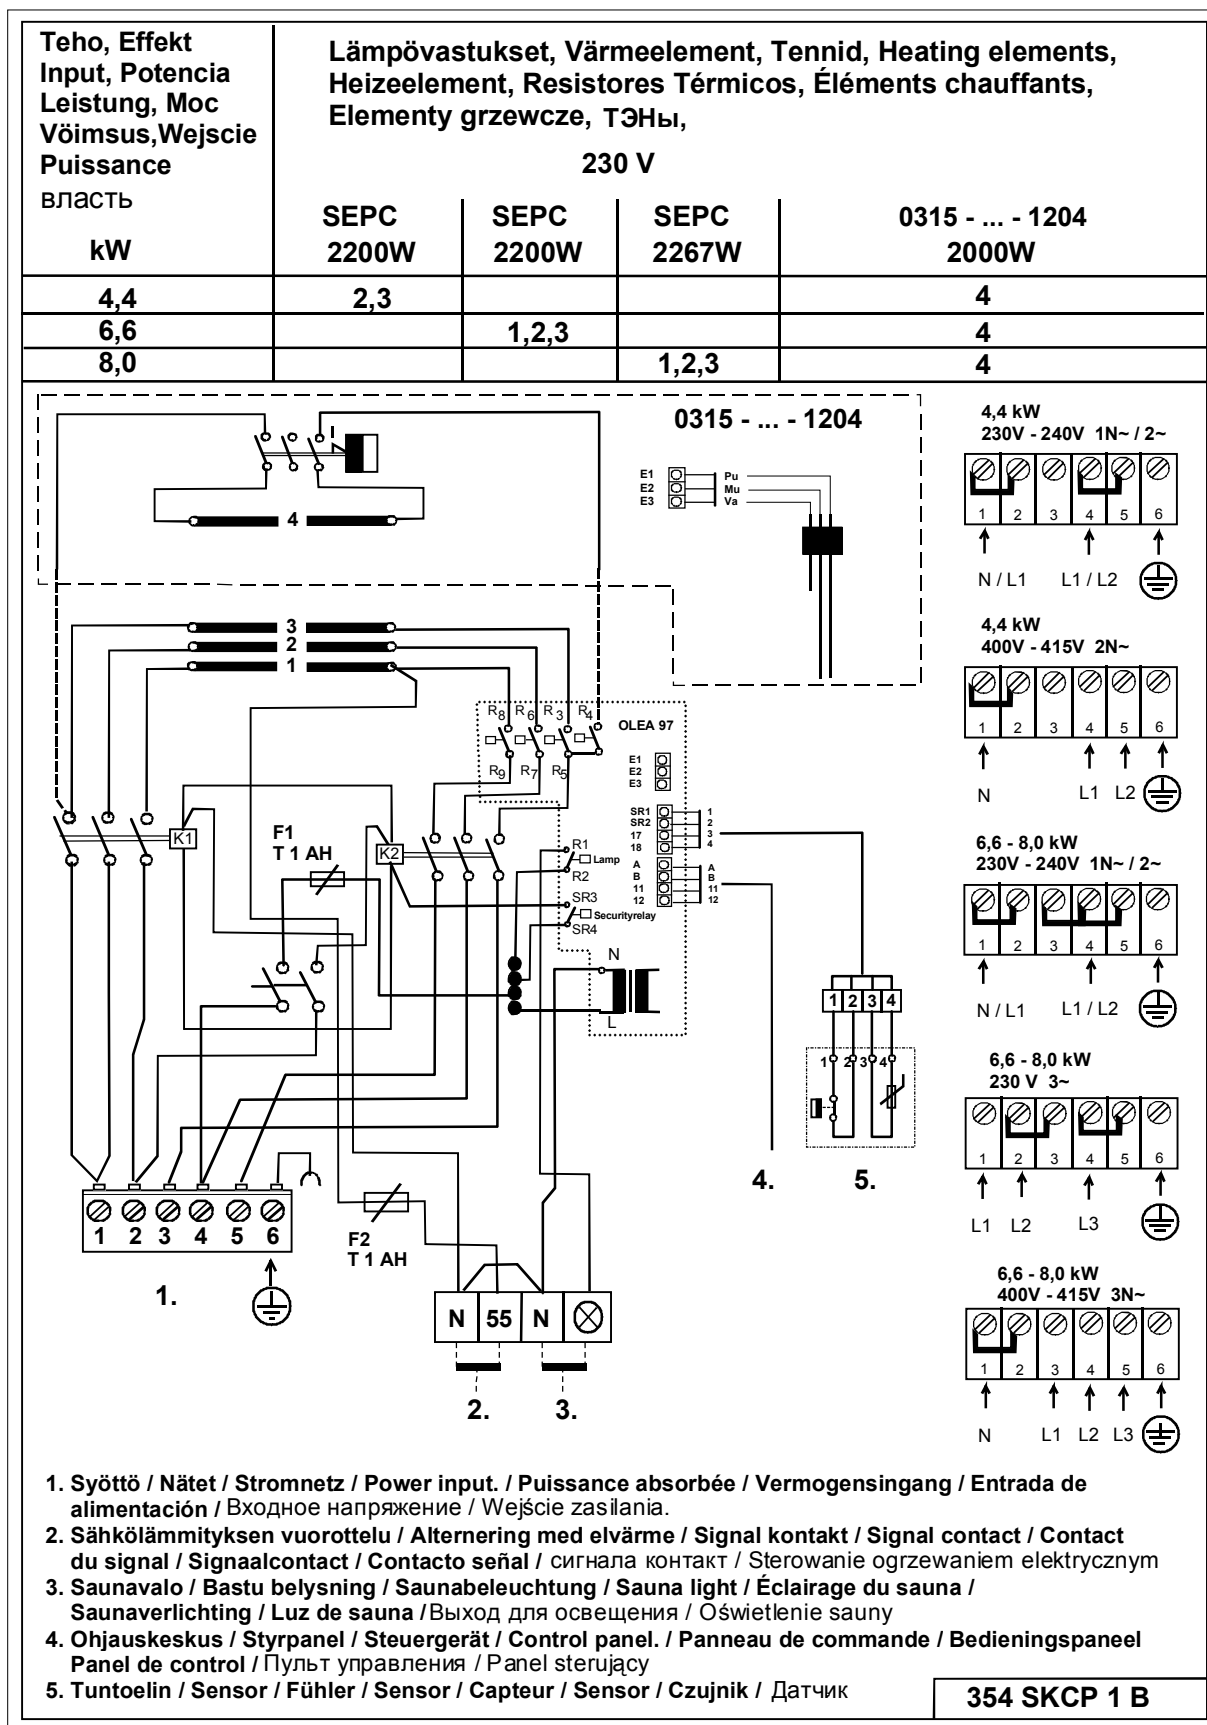 Teho, Effekt
Input, Potencia
Leistung, Moc
Vöimsus,Wejscie
Puissance
власть
kW
Lämpövastukset, Värmeelement, Tennid, Heating elements,
Heizeelement, Resistores Térmicos, Éléments chauffants,
Elementy grzewcze, ТЭНы,
230 V
SEPC SEPC SEPC 0315 - ... - 1204
2200W 2200W 2267W 2000W
4,4 2,3 4
6,6 1,2,3 4
8,0 1,2,3 4
0315 - ... - 1204
E1 Pu
E2 Mu
E3 Va
4
3
2
1
R8 R6 R3 R4
OLEA 97
R9 R7 R5
E1
E2
E3
SR1 1
SR2 2
17 3
18 4
A A
B B
11 11
12 12
K1
F1
T 1 AH
K2
R1
Lamp
R2
SR3
Securityrelay
SR4
N
L
1 2 3 4
1 2 3 4
4. 5.
1 2 3 4 5 6
1.
F2
T 1 AH
N 55 N
2. 3.
4,4 kW
230V - 240V 1N~ / 2~
1 2 3 4 5 6
N / L1 L1 / L2
4,4 kW
400V - 415V 2N~
1 2 3 4 5 6
N L1 L2
6,6 - 8,0 kW
230V - 240V 1N~ / 2~
1 2 3 4 5 6
N / L1 L1 / L2
6,6 - 8,0 kW
230 V 3~
1 2 3 4 5 6
L1 L2 L3
6,6 - 8,0 kW
400V - 415V 3N~
1 2 3 4 5 6
N L1 L2 L3
1. Syöttö / Nätet / Stromnetz / Power input. / Puissance absorbée / Vermogensingang / Entrada de
alimentación / Входное напряжение / Wejście zasilania.
2. Sähkölämmityksen vuorottelu / Alternering med elvärme / Signal kontakt / Signal contact / Contact
du signal / Signaalcontact / Contacto señal / сигнала контакт / Sterowanie ogrzewaniem elektrycznym
3. Saunavalo / Bastu belysning / Saunabeleuchtung / Sauna light / Éclairage du sauna /
Saunaverlichting / Luz de sauna /Выход для освещения / Oświetlenie sauny
4. Ohjauskeskus / Styrpanel / Steuergerät / Control panel. / Panneau de commande / Bedieningspaneel
Panel de control / Пульт управления / Panel sterujący
5. Tuntoelin / Sensor / Fühler / Sensor / Capteur / Sensor / Czujnik / Датчик
354 SKCP 1 B